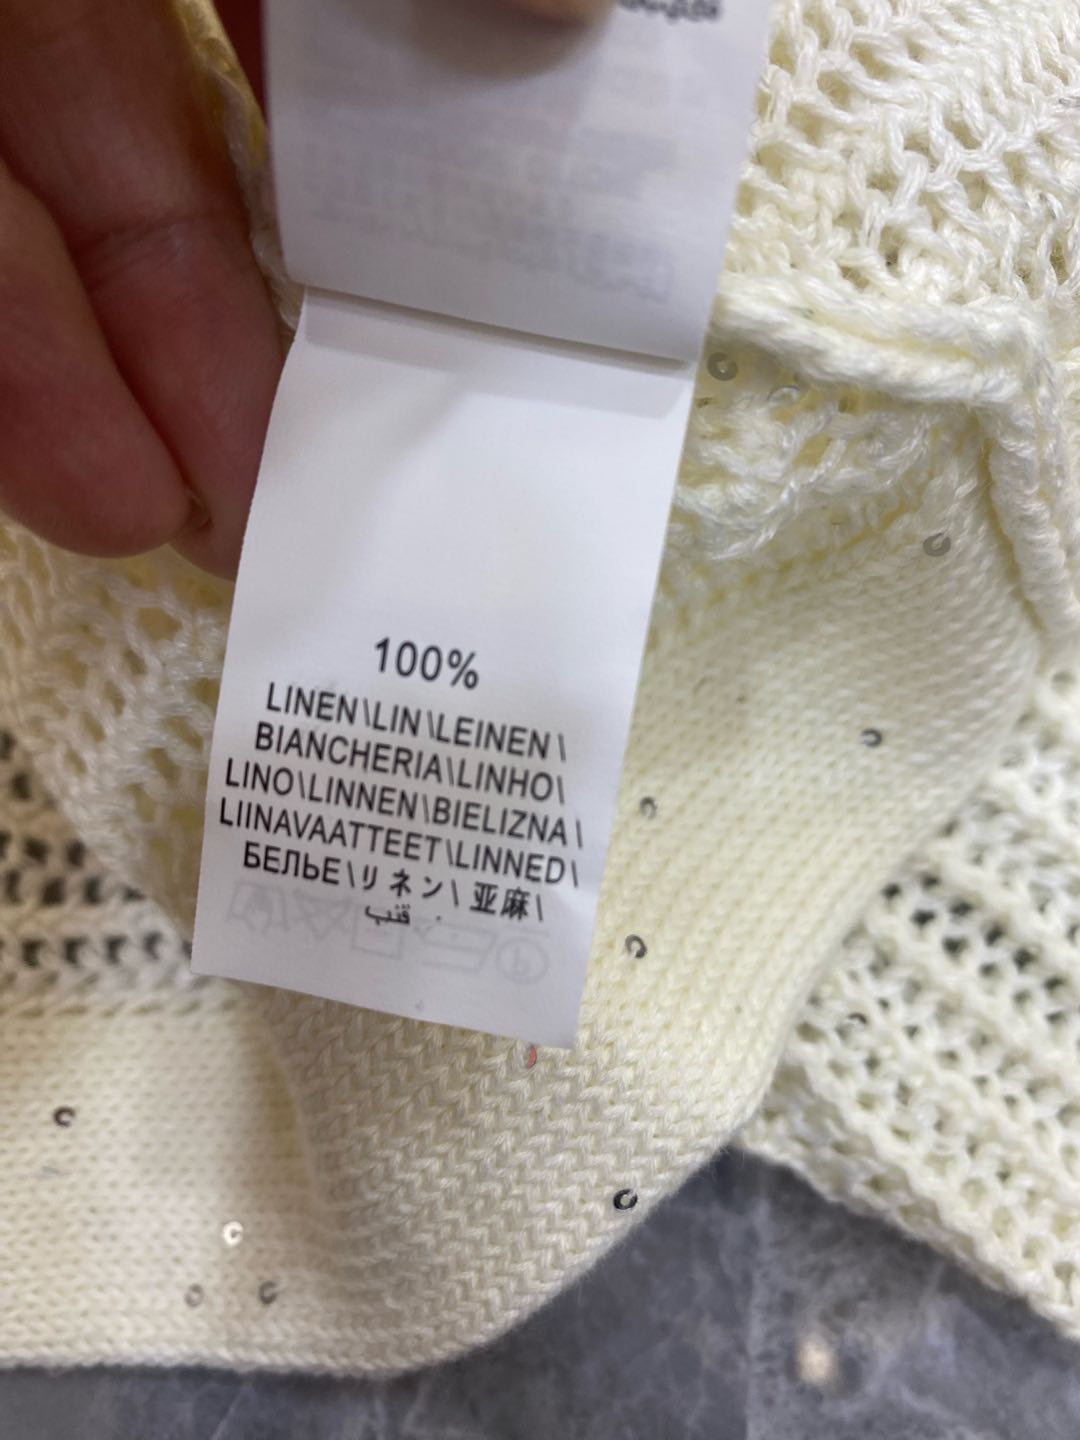 100%
LINEN\LIN\LEINEN\
BIANCHERIA\LINHO\
LINO\LINNEN\BIELIZNA\
LIINAVAATTEET\LINNED\
БЕЛЬЕ\リネン\亚麻\
قنب